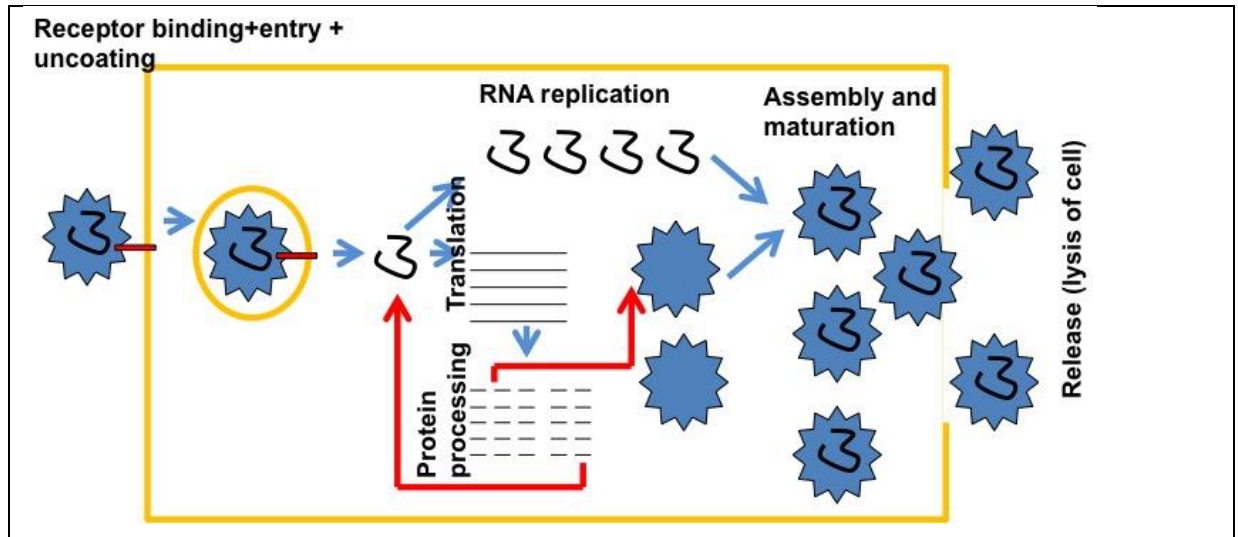 Receptor binding+entry +
uncoating
RNA replication
Assembly and
maturation
Translation
Protein
processing
Release (lysis of cell)